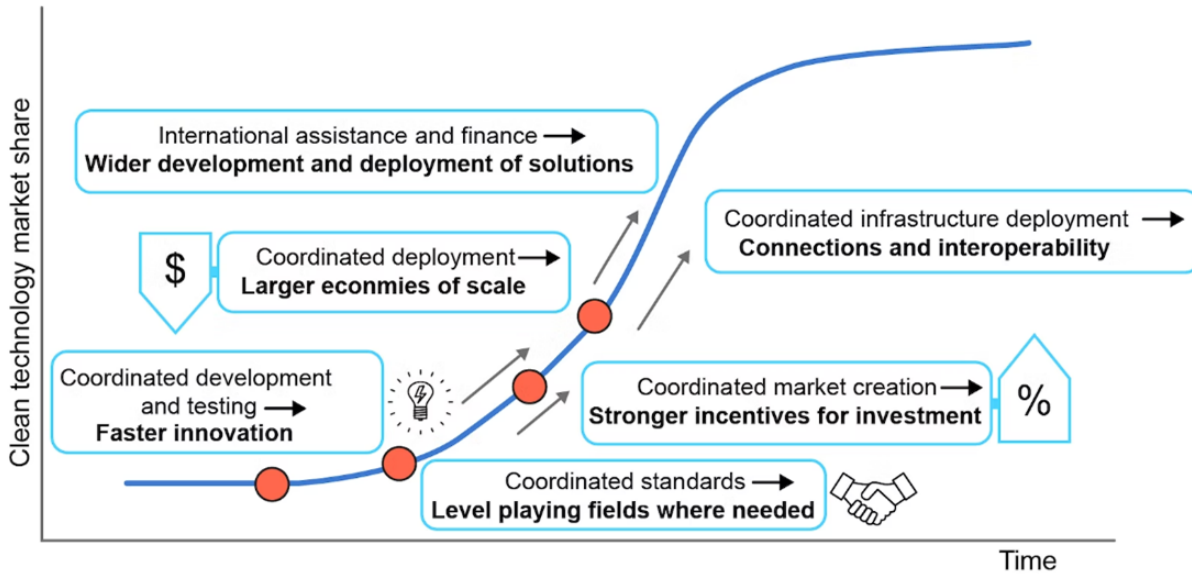 Clean technology market share
International assistance and finance →
Wider development and deployment of solutions
Coordinated infrastructure deployment →
Connections and interoperability
$
Coordinated deployment →
Larger econmies of scale
Coordinated development
and testing →
Faster innovation
Coordinated market creation →
Stronger incentives for investment
%
Coordinated standards →
Level playing fields where needed
Time